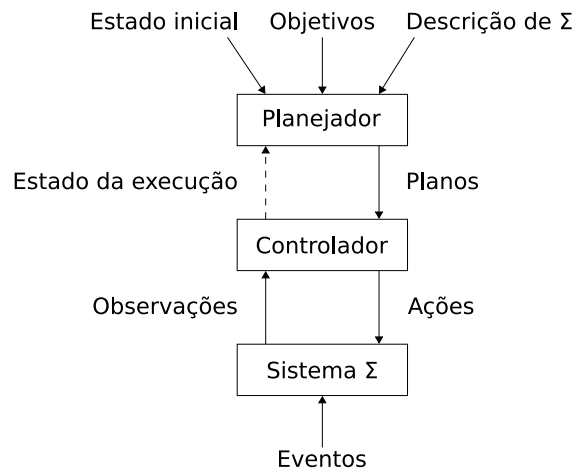 Estado inicial
Objetivos
Descrição de Σ
Planejador
Estado da execução
Planos
Controlador
Observações
Ações
Sistema Σ
Eventos